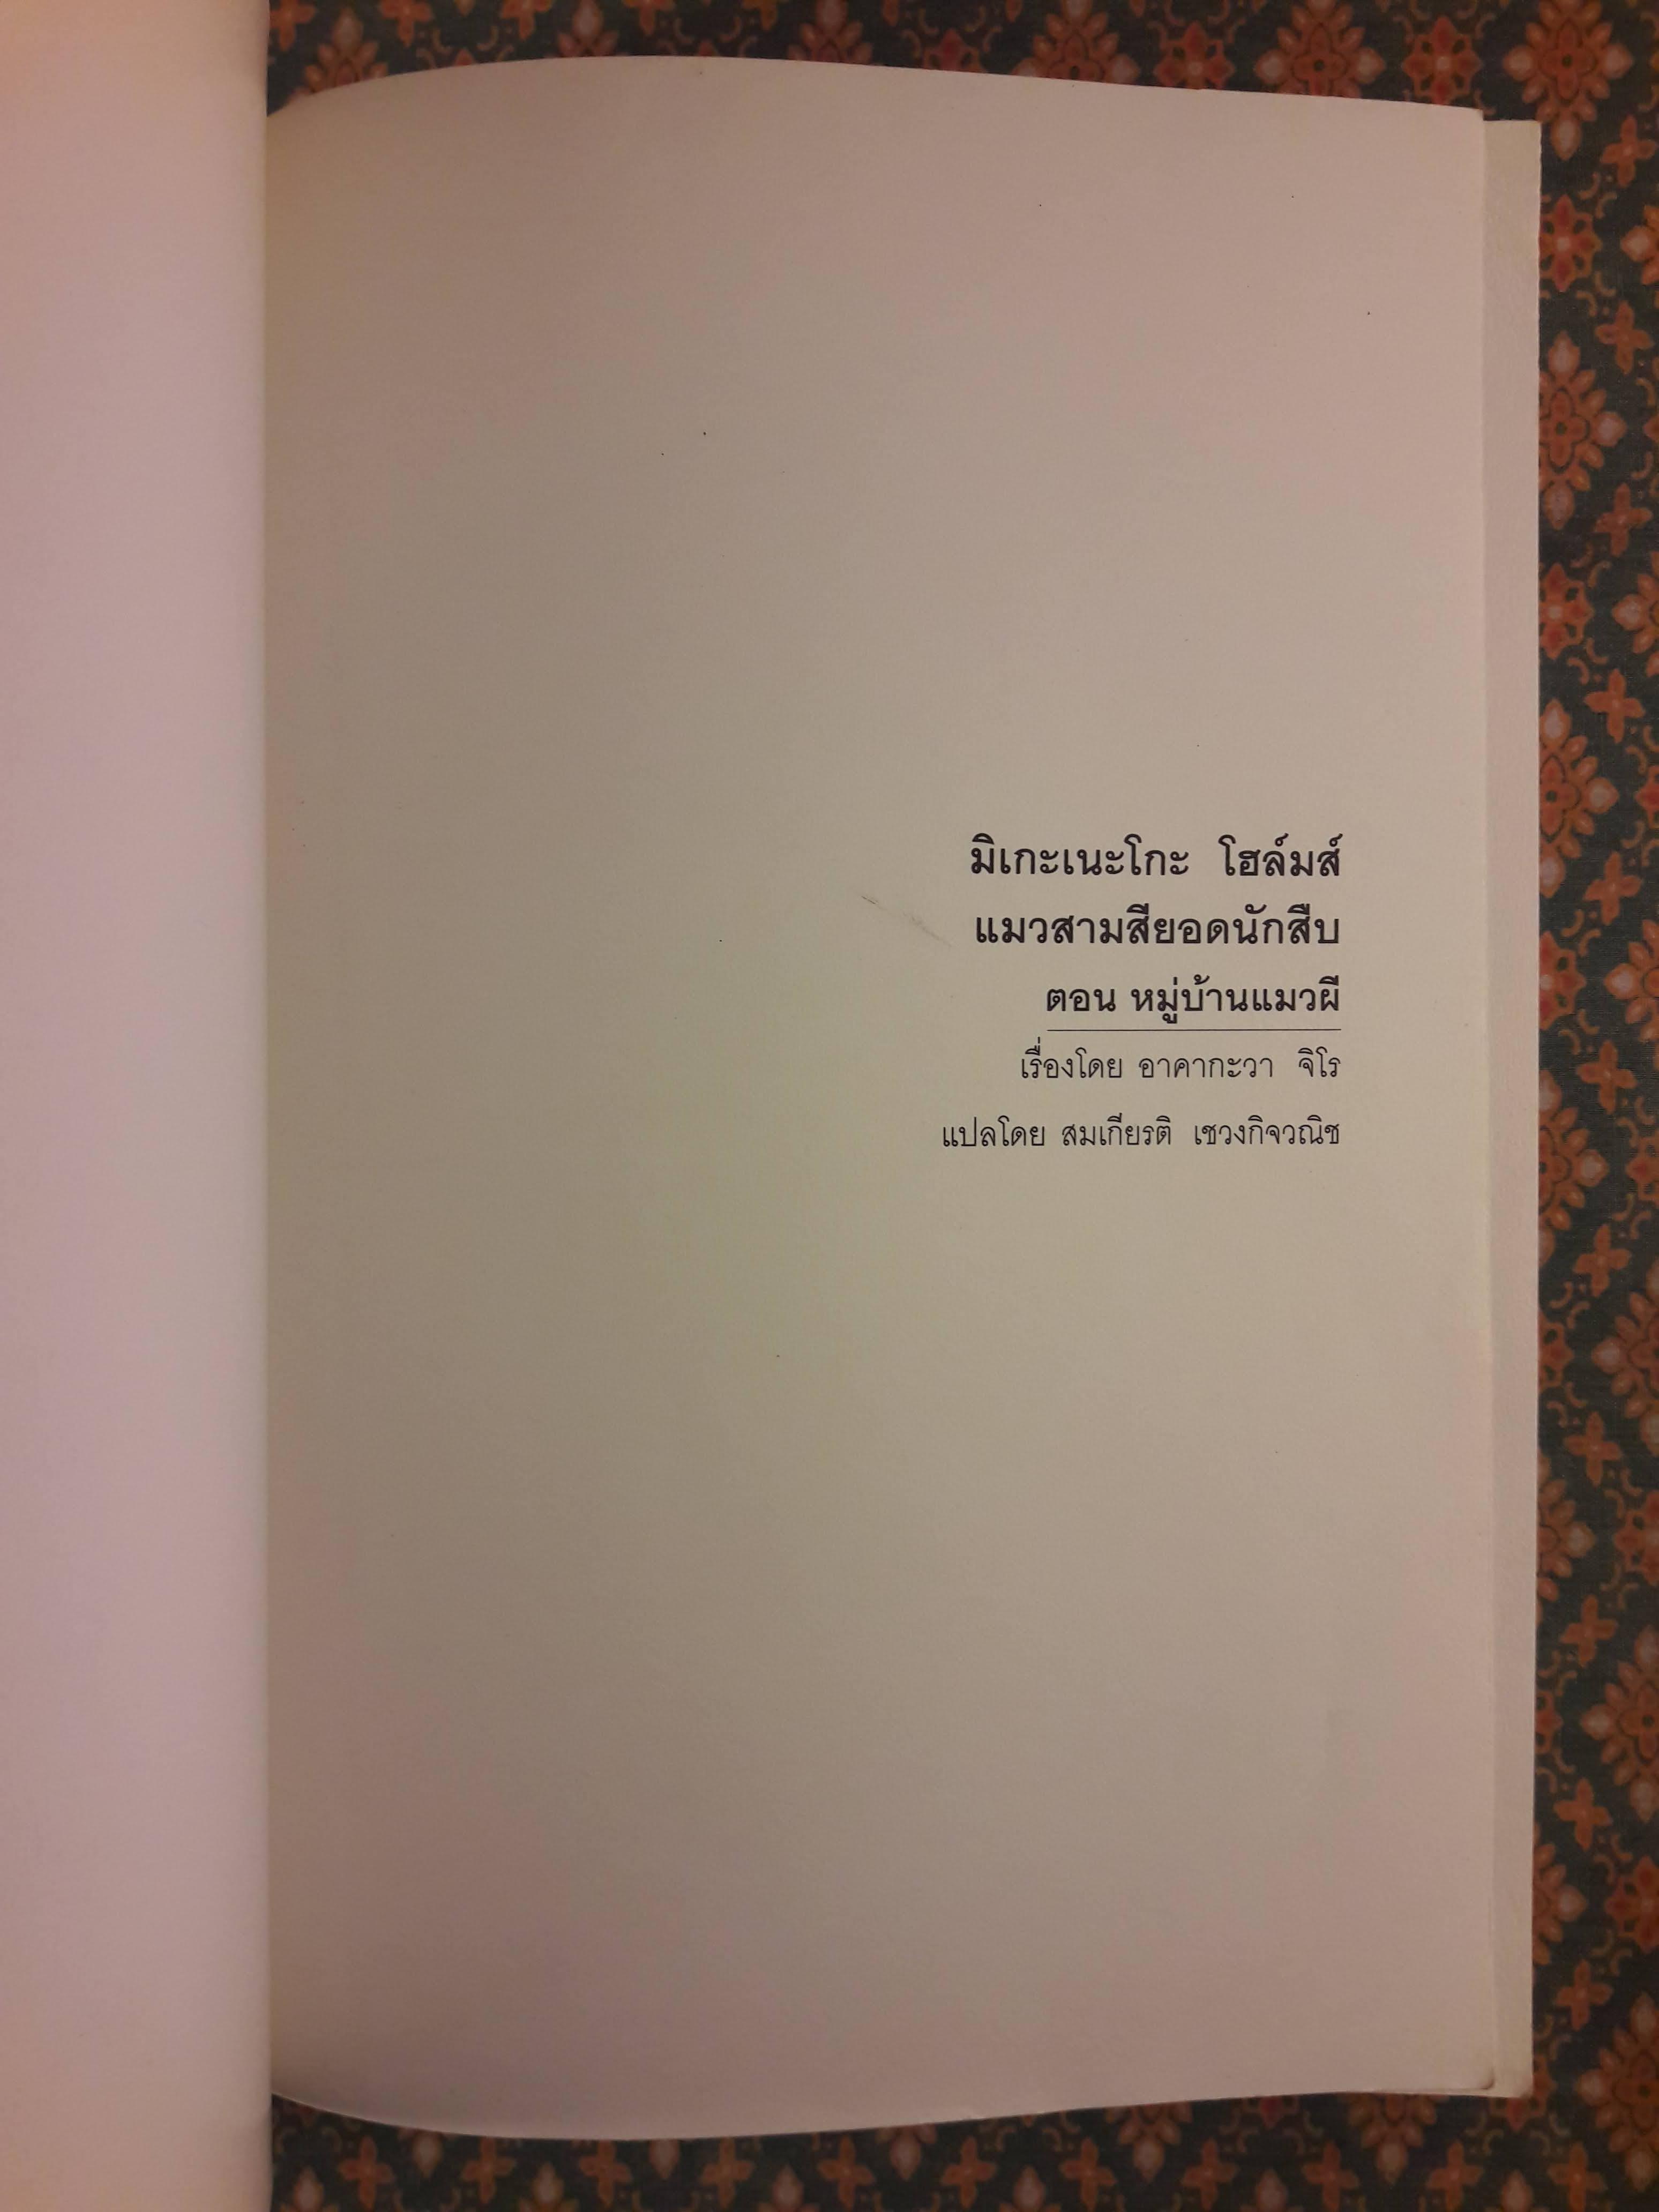 มิเกะเนะโกะ โฮล์มส์
แมวสามสียอดนักสืบ
ตอน หมู่บ้านแมวผี
เรื่องโดย อาคากะวา จิโร
แปลโดย สมเกียรติ เชวงกิจวณิช